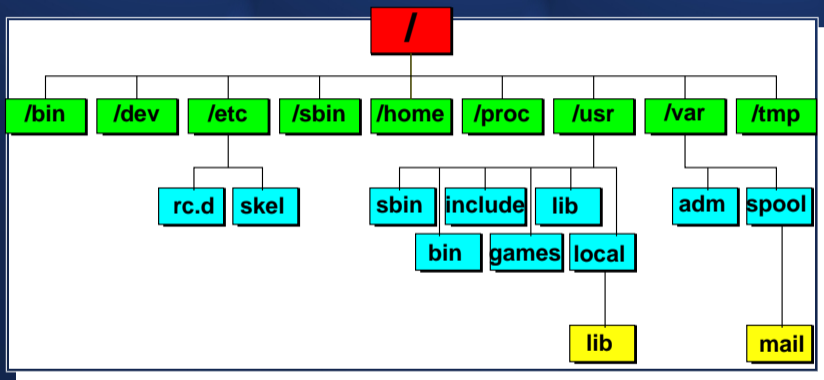 /
/bin /dev /etc /sbin /home /proc /usr /var /tmp
rc.d skel sbin include lib adm spool
bin games local
lib mail